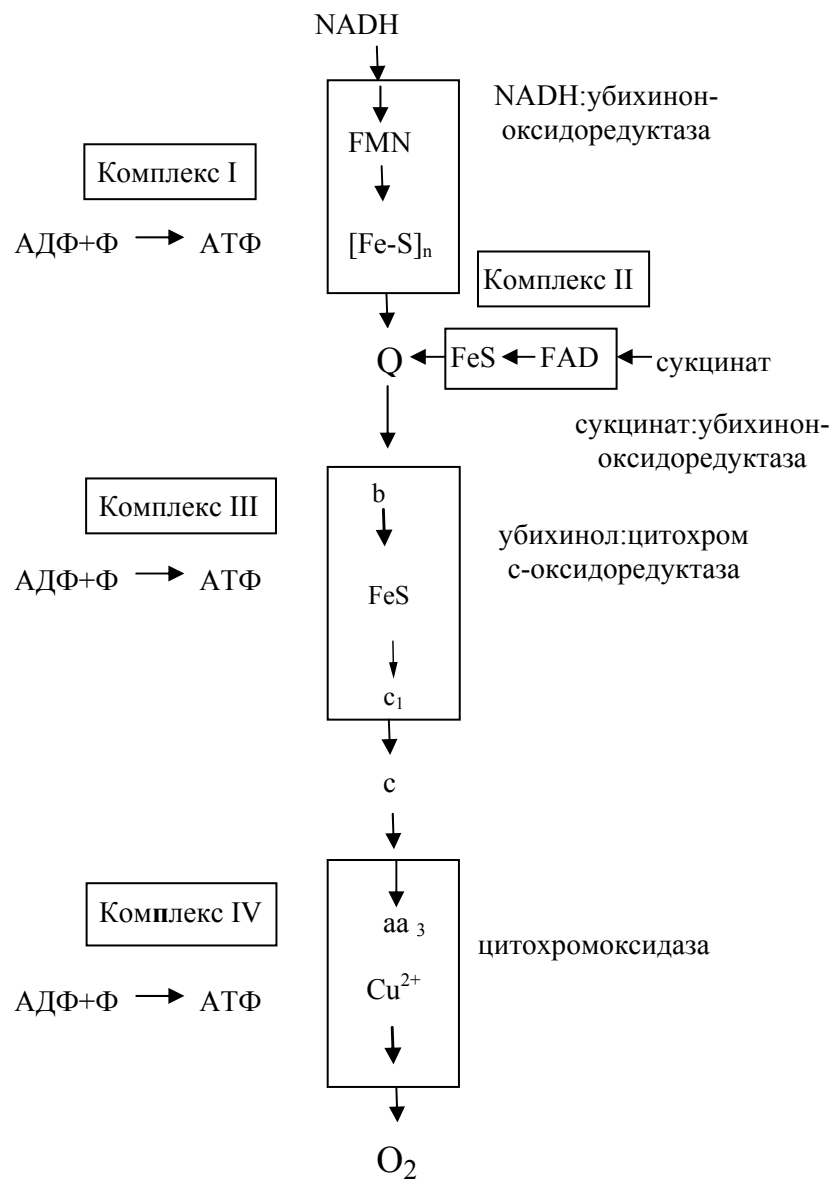 NADH
NADH:убихинон-
оксидоредуктаза
FMN
Комплекс I
АДФ+Ф → АТФ
[Fe-S]n
Комплекс II
Q
FeS
FAD
сукцинат
сукцинат:убихинон-
оксидоредуктаза
b
Комплекс III
убихинол:цитохром
с-оксидоредуктаза
АДФ+Ф → АТФ
FeS
c1
c
Комплекс IV
aa 3
цитохромоксидаза
Cu2+
АДФ+Ф → АТФ
O2